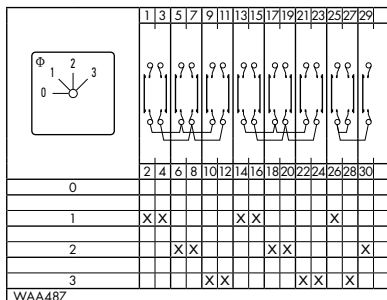 1 3 5 7 9 11 13 15 17 19 21 23 25 27 29
Φ
0 1 2 3
2 4 6 8 10 12 14 16 18 20 22 24 26 28 30
0
1 X X X X X
2 X X X X X
3 X X X X X
WAA487